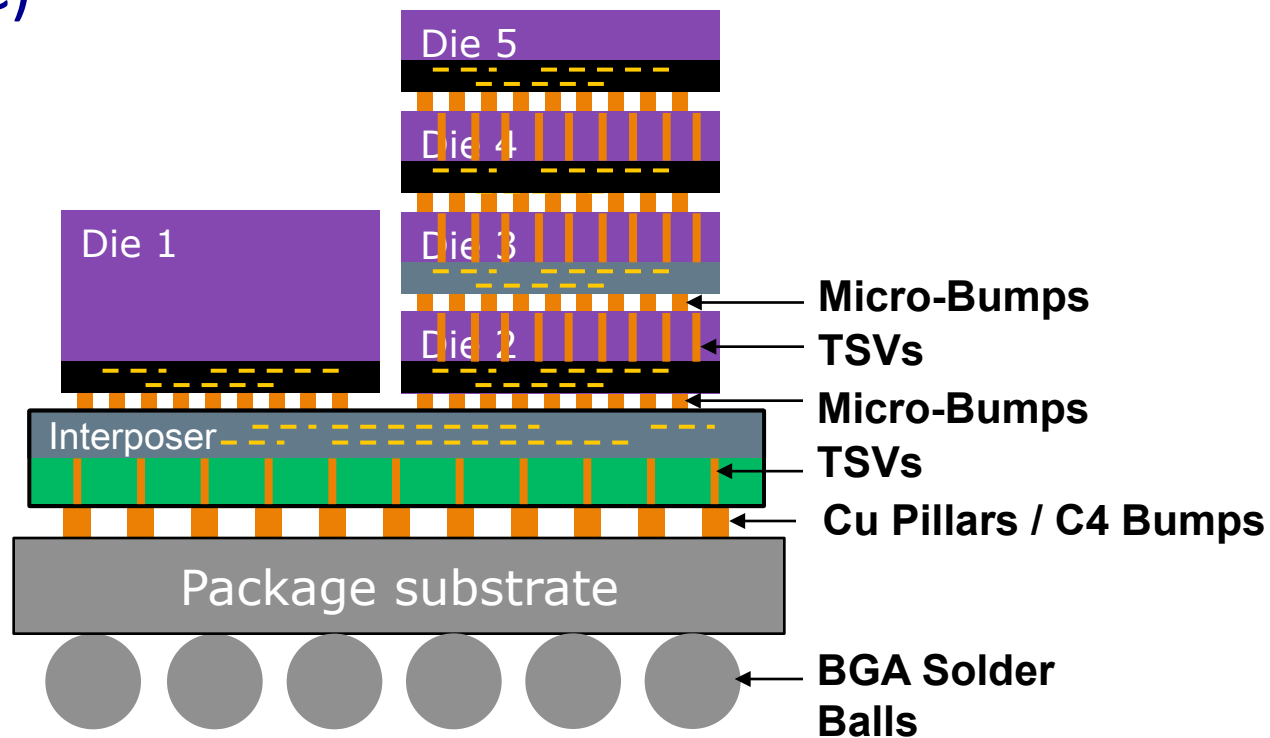 e)
Die 5
Die 4
Die 1
Die 3
Micro-Bumps
TSVs
Die 2
Micro-Bumps
Interposer
TSVs
Cu Pillars / C4 Bumps
Package substrate
BGA Solder
Balls